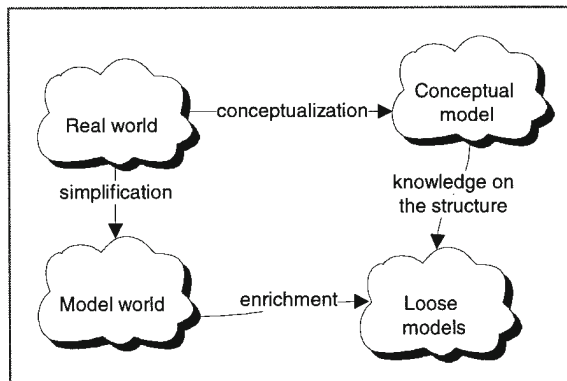 Real world
conceptualization
Conceptual
model
simplification
knowledge on
the structure
Model world
enrichment
Loose
models